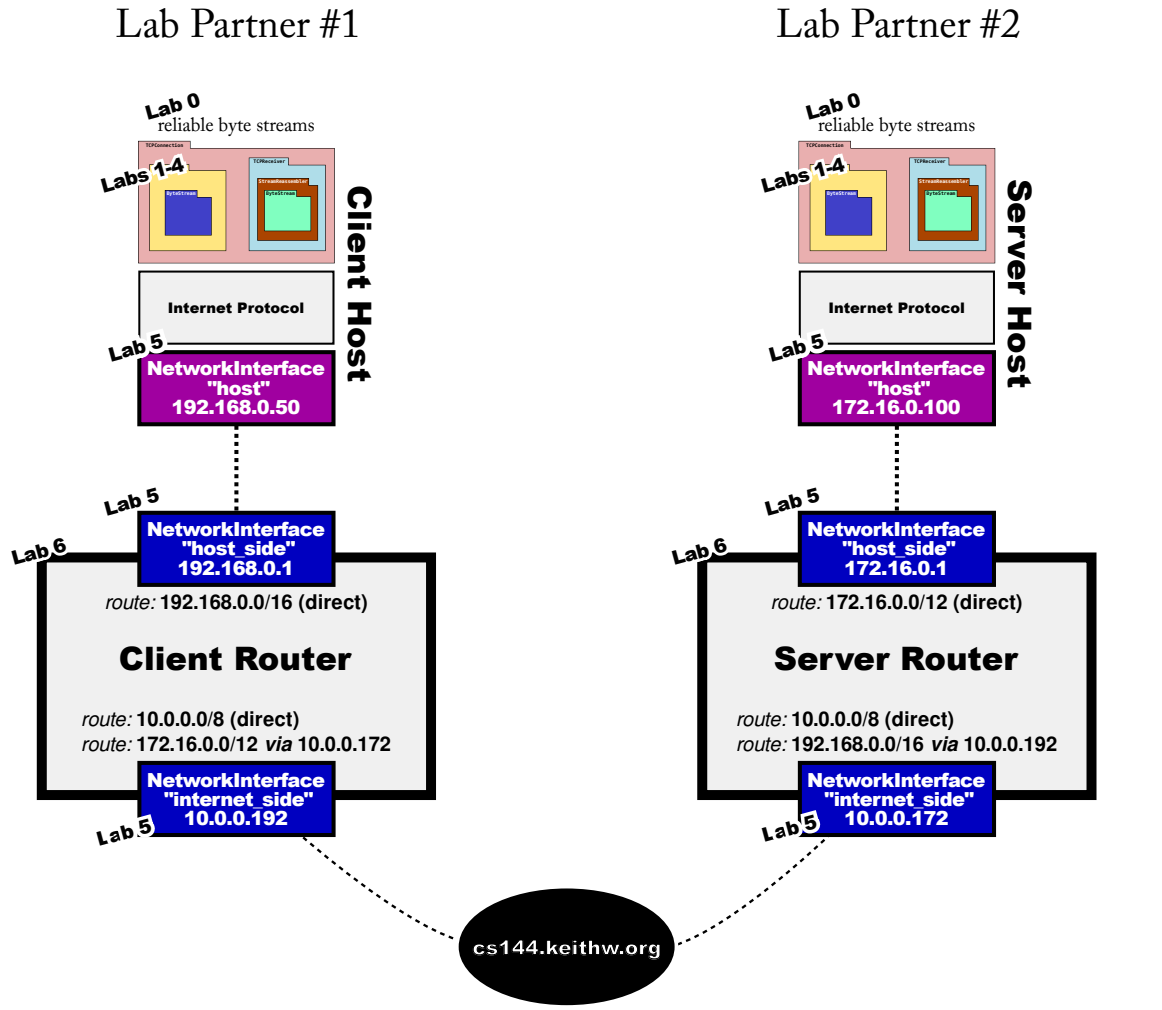 Lab Partner #1
Lab 0
reliable byte streams
TCPConnection
Labs 1-4
ByteStream
TCPReceiver
StreamReassembler
ByteStream
Client Host
Internet Protocol
Lab 5
NetworkInterface
"host"
192.168.0.50
Lab 5
NetworkInterface
"host_side"
192.168.0.1
Lab 6
route: 192.168.0.0/16 (direct)
Client Router
route: 10.0.0.0/8 (direct)
route: 172.16.0.0/12 via 10.0.0.172
NetworkInterface
"internet_side"
10.0.0.192
Lab 5
Lab Partner #2
Lab 0
reliable byte streams
TCPConnection
Labs 1-4
ByteStream
TCPReceiver
StreamReassembler
ByteStream
Server Host
Internet Protocol
Lab 5
NetworkInterface
"host"
172.16.0.100
Lab 5
NetworkInterface
"host_side"
172.16.0.1
Lab 6
route: 172.16.0.0/12 (direct)
Server Router
route: 10.0.0.0/8 (direct)
route: 192.168.0.0/16 via 10.0.0.192
NetworkInterface
"internet_side"
10.0.0.172
Lab 5
cs144.keithw.org